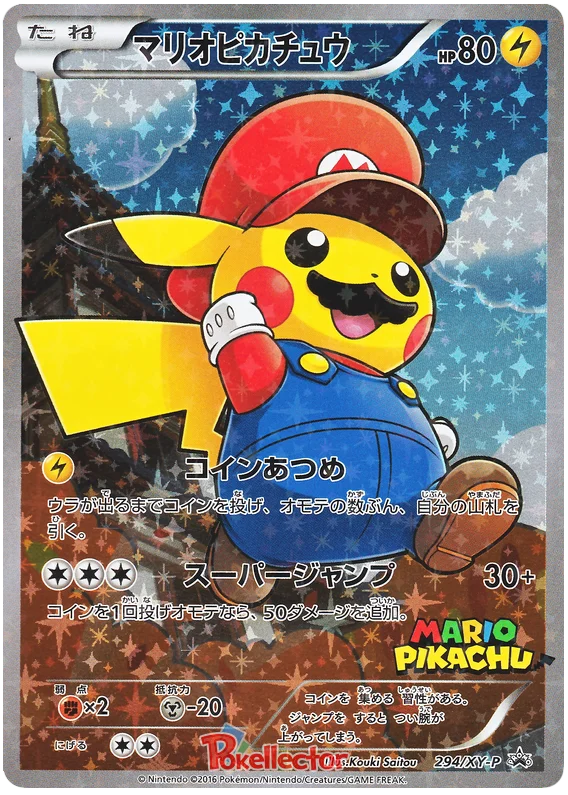 たね
マリオピカチュウ
HP80
コインあつめ
ウラが出るまでコインを投げ、オモテの数ぶん、自分の山札を
引く。
スーパージャンプ 30+
コインを1回投げオモテなら、50ダメージを追加。
MARIO
PIKACHU
弱点 抵抗力
×2 -20
にげる
コインを 集める 習性がある。
ジャンプを すると つい腕が
上がってしまう。
Pokellector
Illus.Kouki Saitou 294/XY-P
©Nintendo ©2016 Pokémon/Nintendo/Creatures/GAME FREAK.